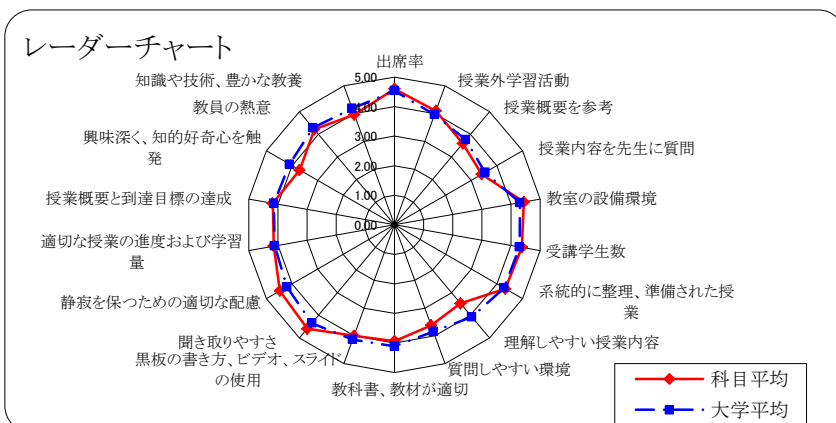 レーダーチャート
出席率
授業外学習活動
授業概要を参考
授業内容を先生に質問
教室の設備環境
受講学生数
系統的に整理、準備された授
業
理解しやすい授業内容
質問しやすい環境
教科書、教材が適切
黒板の書き方、ビデオ、スライド
の使用
聞き取りやすさ
静寂を保つための適切な配慮
適切な授業の進度および学習
量
授業概要と到達目標の達成
興味深く、知的好奇心を触
発
教員の熱意
知識や技術、豊かな教養
5.00
4.00
3.00
2.00
1.00
0.00
科目平均
大学平均